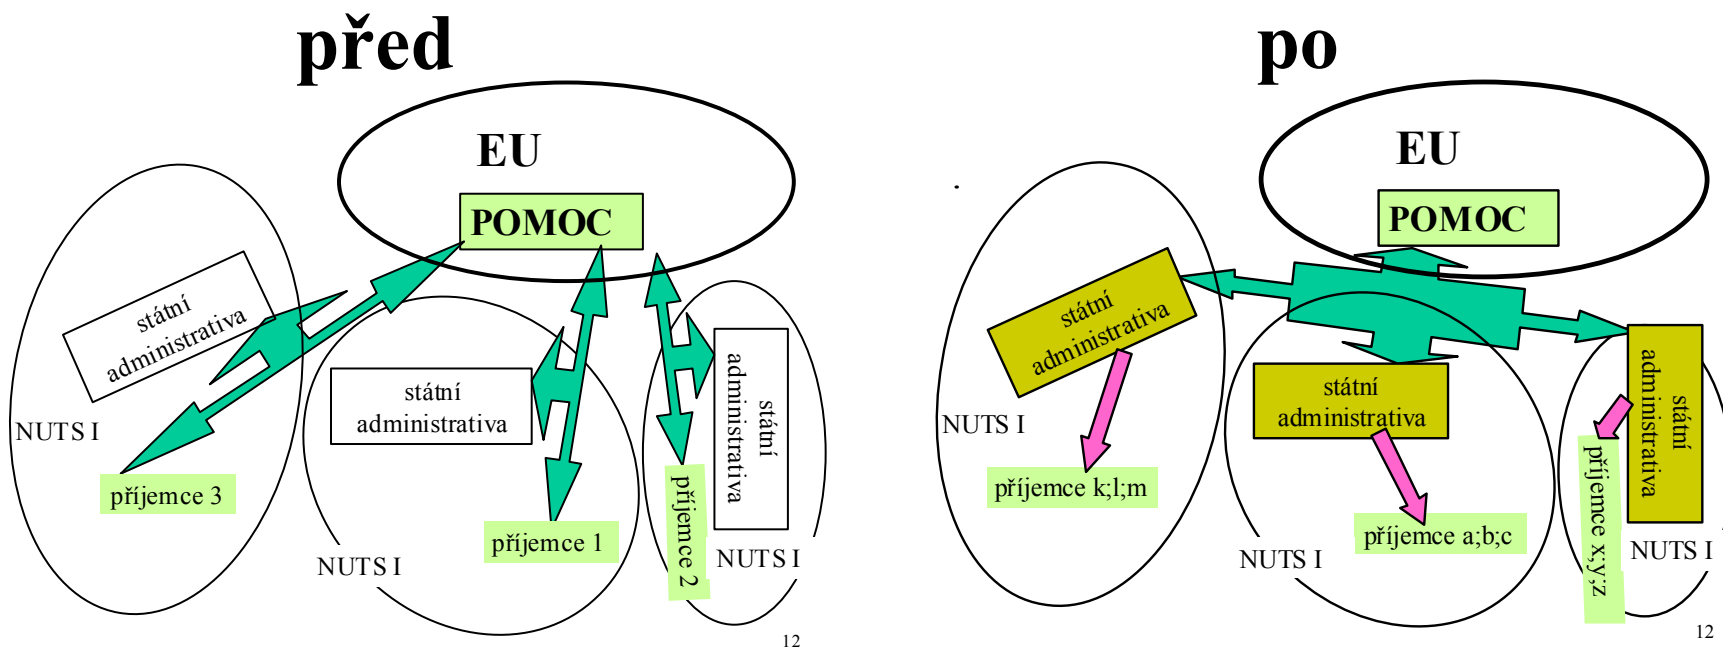 před
EU
POMOC
státní
administrativa
NUTS I
příjemce 3
státní
administrativa
příjemce 1
NUTS I
státní
administrativa
příjemce 2
NUTS I
12
po
EU
POMOC
státní
administrativa
NUTS I
příjemce k;l;m
státní
administrativa
příjemce a;b;c
NUTS I
státní
administrativa
příjemce x;y;z
NUTS I
12